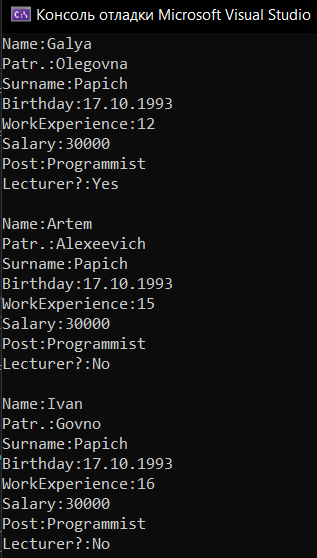 Консоль отладки Microsoft Visual Studio
Name:Galya
Patr.:Olegovna
Surname:Papich
Birthday:17.10.1993
WorkExperience:12
Salary:30000
Post:Programmist
Lecturer?:Yes
Name:Artem
Patr.:Alexeevich
Surname:Papich
Birthday:17.10.1993
WorkExperience:15
Salary:30000
Post:Programmist
Lecturer?:No
Name:Ivan
Patr.:Govno
Surname:Papich
Birthday:17.10.1993
WorkExperience:16
Salary:30000
Post:Programmist
Lecturer?:No